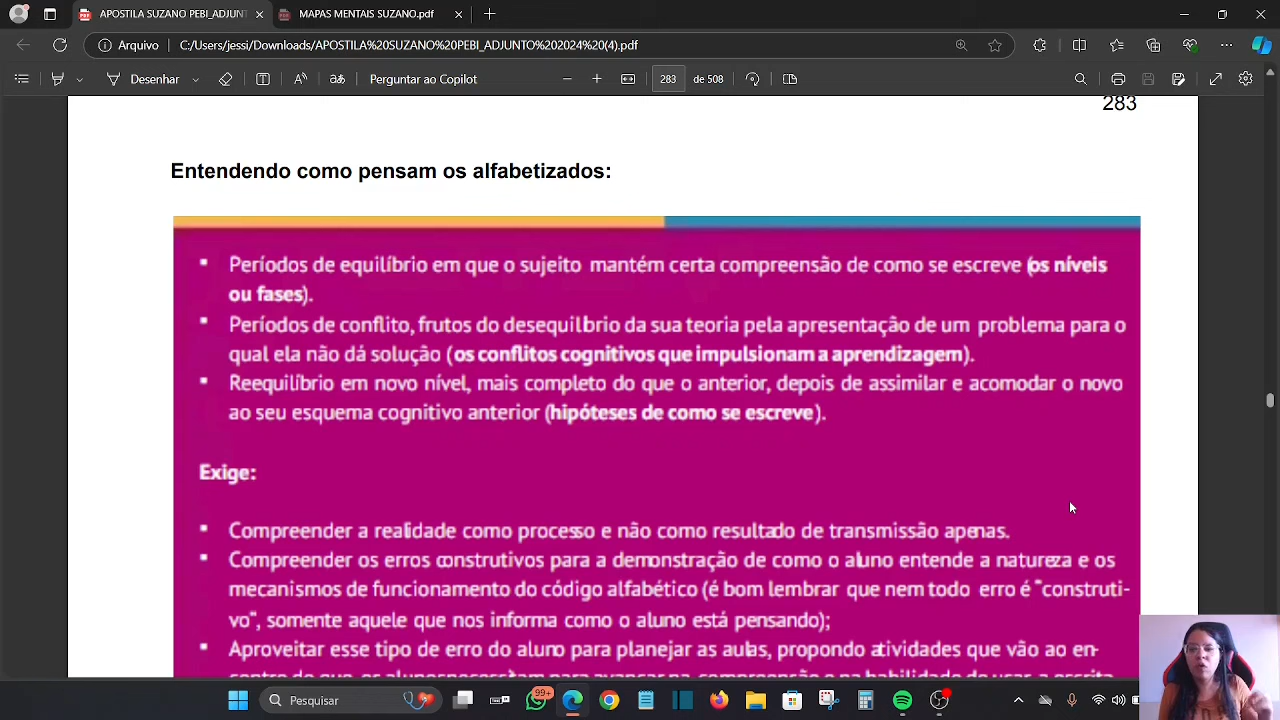 APOSTILA SUZANO PEBI_ADJUNT
MAPAS MENTAIS SUZANO.pdf
Arquivo
C:/Users/jessi/Downloads/APOSTILA%20SUZANO%20PEBI_ADJUNTO%202024%20(4).pdf
Desenhar
Perguntar ao Copilot
283
de 508
283
Entendendo como pensam os alfabetizados:
▪ Períodos de equilíbrio em que o sujeito mantém certa compreensão de como se escreve (os níveis
ou fases).
▪ Períodos de conflito, frutos do desequilíbrio da sua teoria pela apresentação de um problema para o
qual ela não dá solução (os conflitos cognitivos que impulsionam a aprendizagem).
▪ Reequilíbrio em novo nível, mais completo do que o anterior, depois de assimilar e acomodar o novo
ao seu esquema cognitivo anterior (hipóteses de como se escreve).
Exige:
▪ Compreender a realidade como processo e não como resultado de transmissão apenas.
▪ Compreender os erros construtivos para a demonstração de como o aluno entende a natureza e os
mecanismos de funcionamento do código alfabético (é bom lembrar que nem todo erro é "construti-
vo", somente aquele que nos informa como o aluno está pensando);
▪ Aproveitar esse tipo de erro do aluno para planejar as aulas, propondo atividades que vão ao en-
Pesquisar
99+